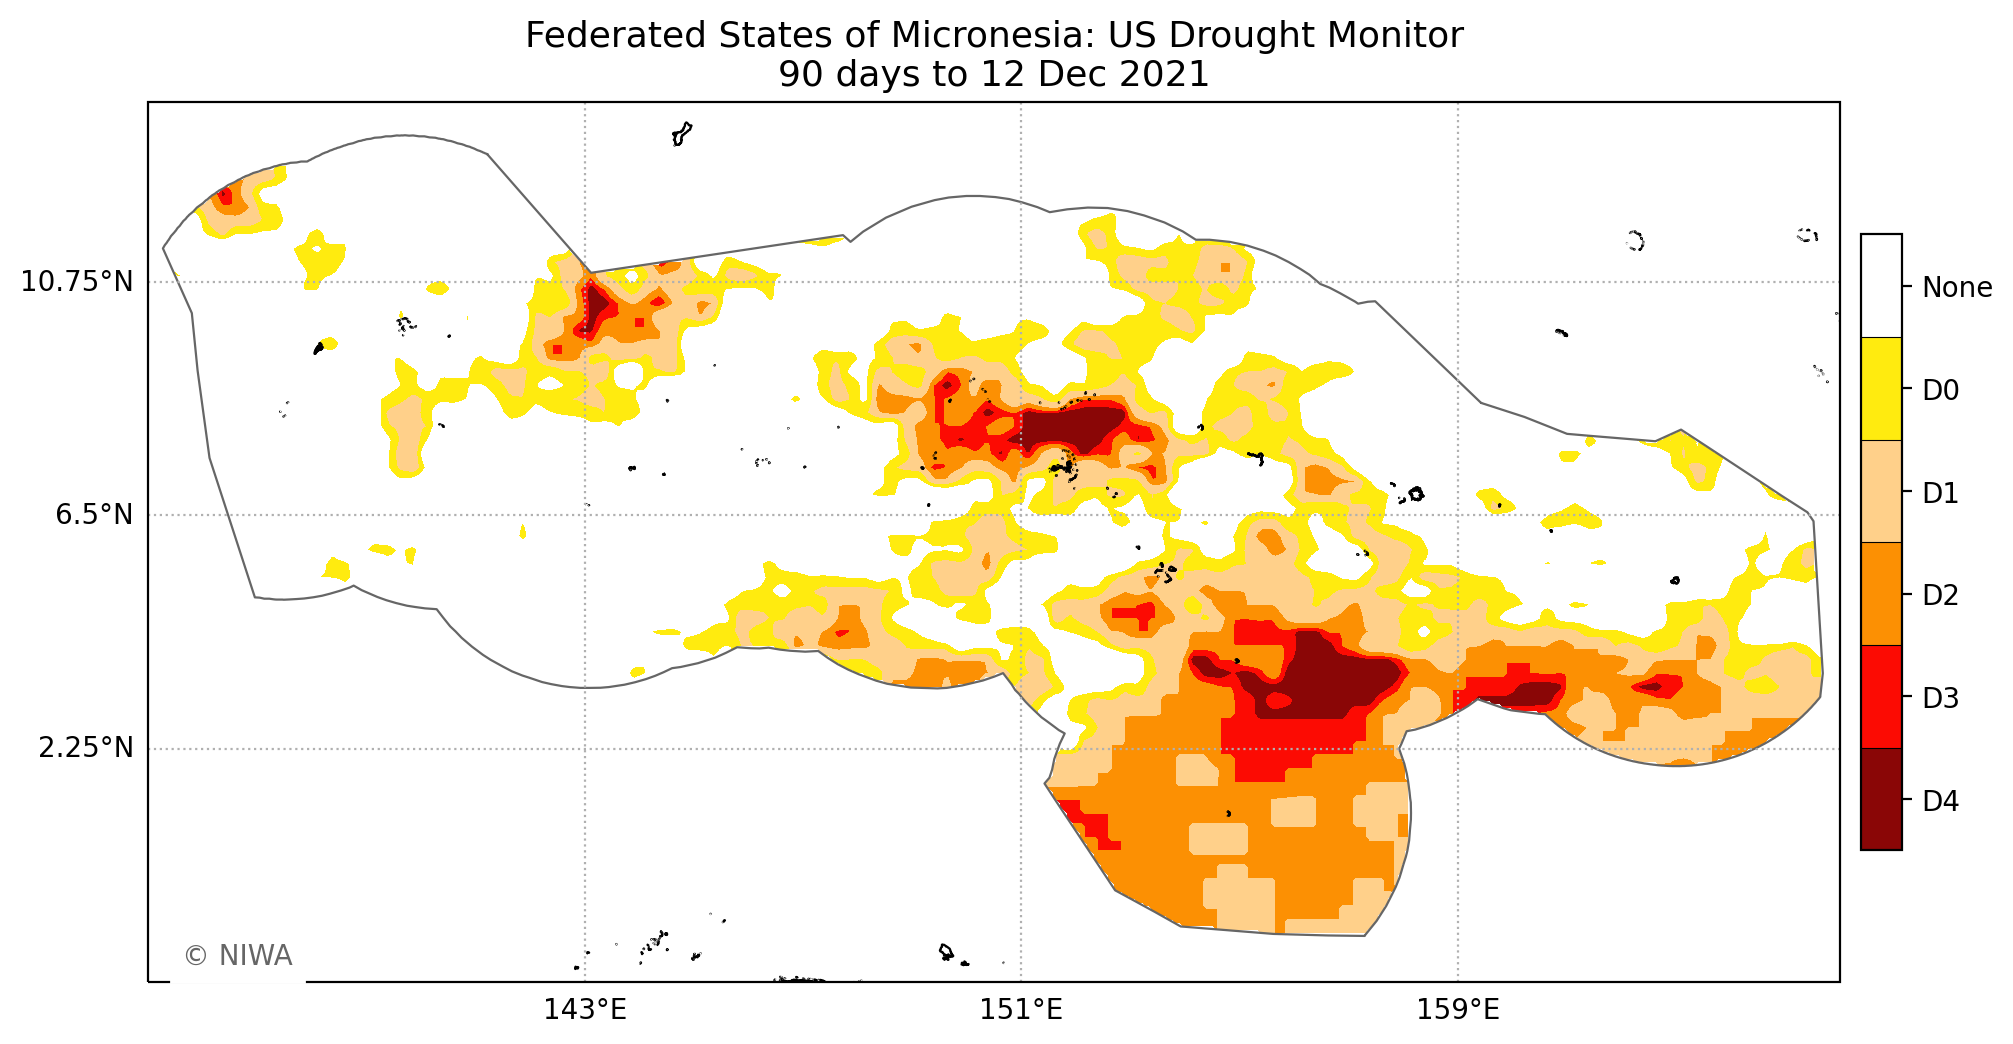 Federated States of Micronesia: US Drought Monitor
90 days to 12 Dec 2021
10.75°N
6.5°N
2.25°N
143°E
151°E
159°E
None
D0
D1
D2
D3
D4
© NIWA